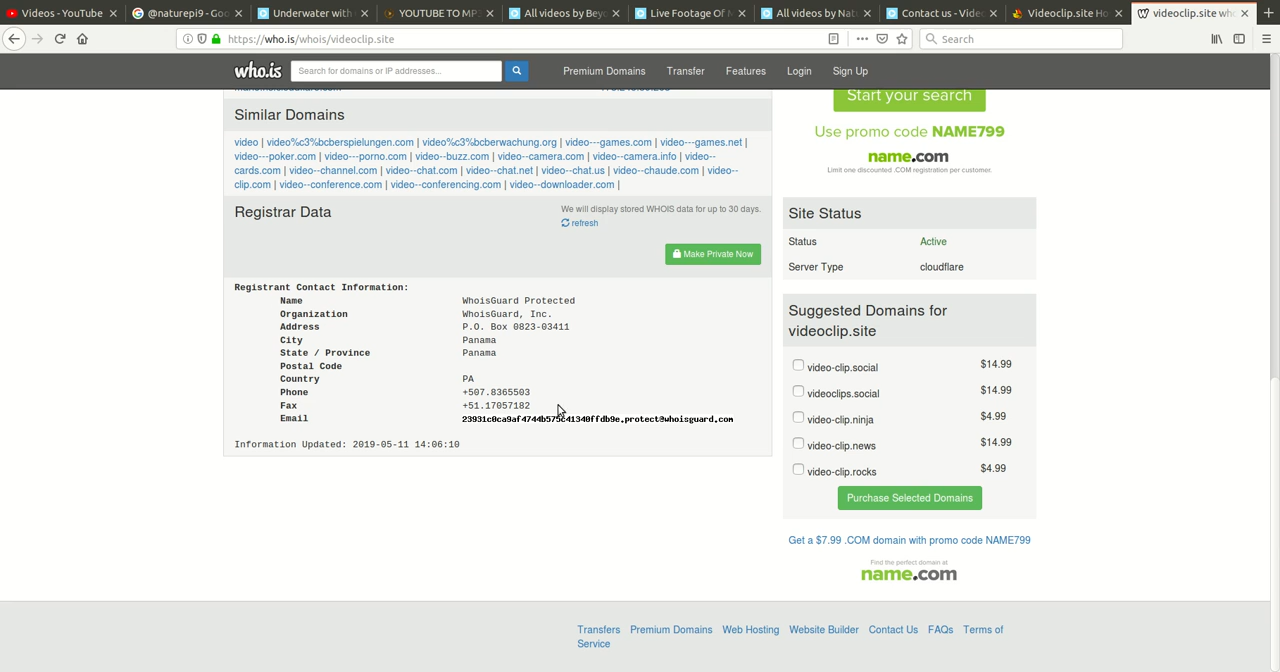 Videos - YouTube
@naturepi9 - Goo
Underwater with
YOUTUBE TO MP3
All videos by Bey
Live Footage Of M
All videos by Nat
Contact us - Vide
Videoclip.site Ho
videoclip.site who
https://who.is/whois/videoclip.site
Search
who.is
Search for domains or IP addresses...
Premium Domains
Transfer
Features
Login
Sign Up
Similar Domains
video | video%c3%bcberspielungen.com | video%c3%bcberwachung.org | video---games.com | video---games.net |
video---poker.com | video---porno.com | video--buzz.com | video--camera.com | video--camera.info | video--
cards.com | video--channel.com | video--chat.com | video--chat.net | video--chat.us | video--chaude.com | video--
clip.com | video--conference.com | video--conferencing.com | video--downloader.com |
Registrar Data
We will display stored WHOIS data for up to 30 days.
refresh
Make Private Now
Registrant Contact Information:
Name WhoisGuard Protected
Organization WhoisGuard, Inc.
Address P.O. Box 0823-03411
City Panama
State / Province Panama
Postal Code
Country PA
Phone +507.8365503
Fax +51.17057182
Email 23931c0ca9af4744b575c41340ffdb9e.protect@whoisguard.com
Information Updated: 2019-05-11 14:06:10
Start your search
Use promo code NAME799
name.com
Limit one discounted .COM registration per customer.
Site Status
Status Active
Server Type cloudflare
Suggested Domains for
videoclip.site
video-clip.social $14.99
videoclips.social $14.99
video-clip.ninja $4.99
video-clip.news $14.99
video-clip.rocks $4.99
Purchase Selected Domains
Get a $7.99 .COM domain with promo code NAME799
Find the perfect domain at
name.com
Transfers Premium Domains Web Hosting Website Builder Contact Us FAQs Terms of
Service